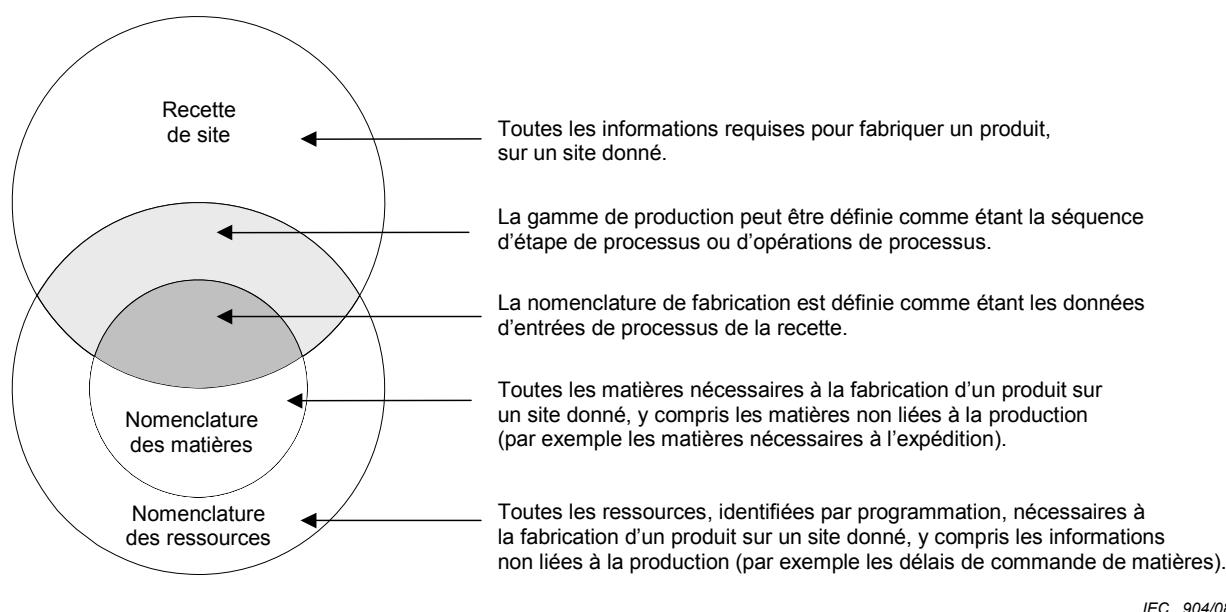 Recette
de site
Toutes les informations requises pour fabriquer un produit,
sur un site donné.
La gamme de production peut être définie comme étant la séquence
d’étape de processus ou d’opérations de processus.
La nomenclature de fabrication est définie comme étant les données
d’entrées de processus de la recette.
Toutes les matières nécessaires à la fabrication d’un produit sur
un site donné, y compris les matières non liées à la production
(par exemple les matières nécessaires à l’expédition).
Nomenclature
des matières
Nomenclature
des ressources
Toutes les ressources, identifiées par programmation, nécessaires à
la fabrication d’un produit sur un site donné, y compris les informations
non liées à la production (par exemple les délais de commande de matières).
IEC